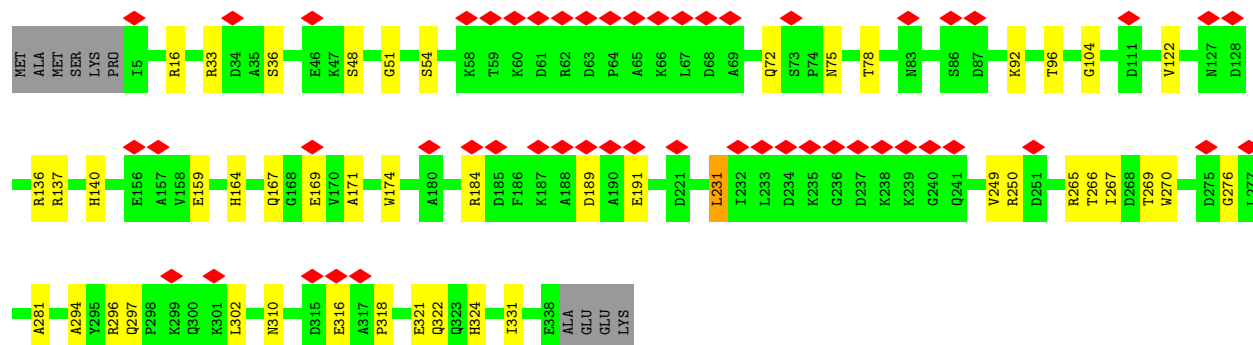 MET ALA MET SER LYS PRO I5 R16 R33 D34 A35 S36 E46 K47 S48 G51 S54 K58 T59 K60 D61 R62 D63 P64 A65 K66 L67 D68 A69 Q72 S73 P74 N75 T78 N83 S86 D87 K92 T96 G104 D111 V122 N127 D128
R136 R137 H140 E156 A157 V158 E159 H164 Q167 G168 E169 V170 A171 W174 A180 R184 D185 F186 K187 A188 D189 A190 E191 D221 L231 I232 L233 D234 K235 G236 D237 K238 K239 G240 Q241 V249 R250 D251 R265 T266 I267 D268 T269 W270 D275 G276 L277
A281 A294 Y295 R296 Q297 P298 K299 Q300 K301 L302 N310 D315 E316 A317 P318 E321 Q322 Q323 H324 I331 E338 ALA GLU GLU LYS